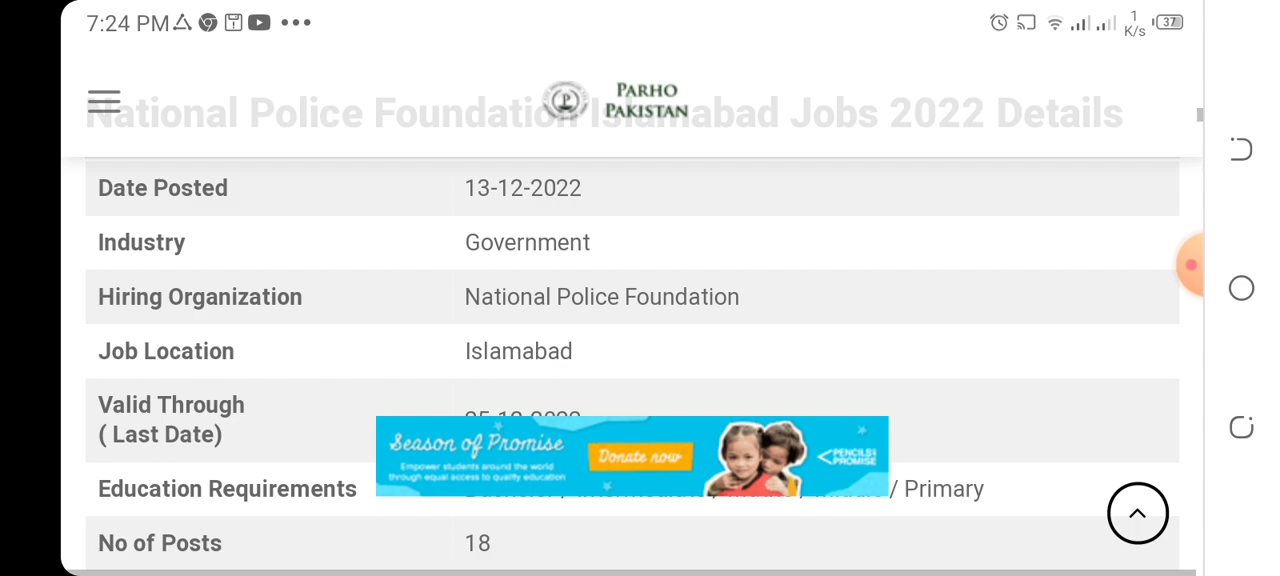 7:24 PM
1
K/s
37
PARHO
PAKISTAN
National Police Foundation Islamabad Jobs 2022 Details
Date Posted 13-12-2022
Industry Government
Hiring Organization National Police Foundation
Job Location Islamabad
Valid Through
( Last Date)
Season of Promise
Empower students around the world
through equal access to quality education
Donate now
PENCILS OF
PROMISE
Education Requirements / Primary
No of Posts 18